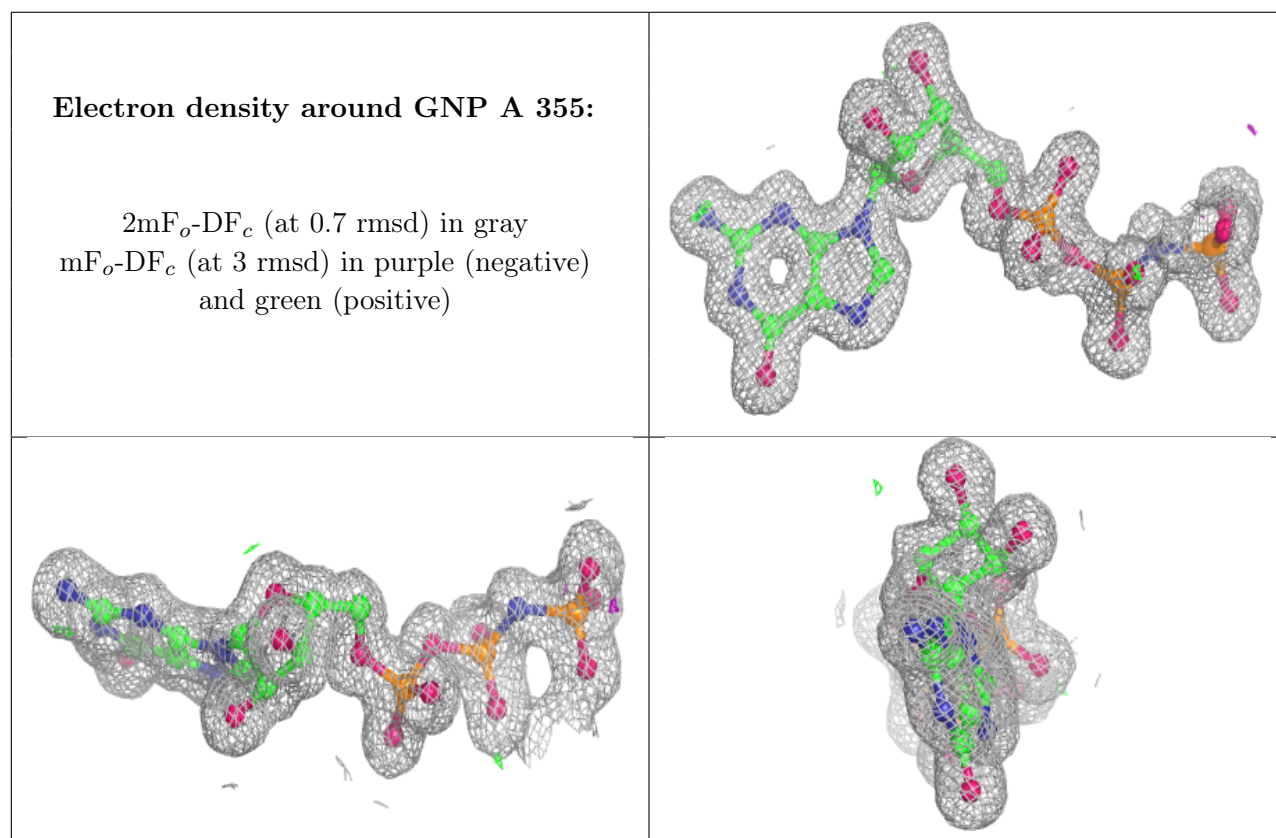 Electron density around GNP A 355:
2mFₒ-DF𝒸 (at 0.7 rmsd) in gray
mFₒ-DF𝒸 (at 3 rmsd) in purple (negative)
and green (positive)